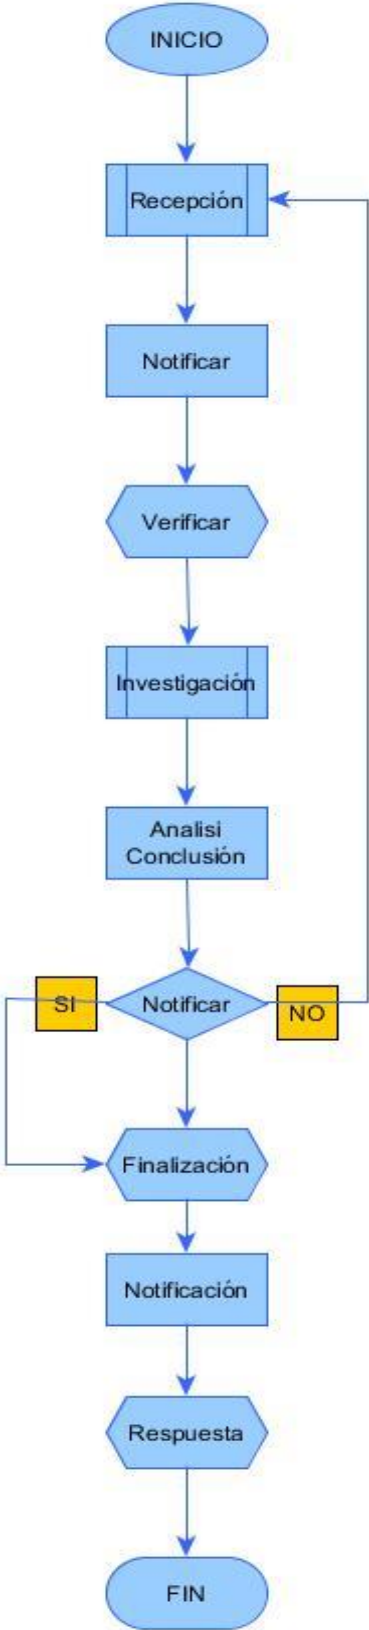 INICIO
Recepción
Notificar
Verificar
Investigación
Analisi
Conclusión
SI
Notificar
NO
Finalización
Notificación
Respuesta
FIN